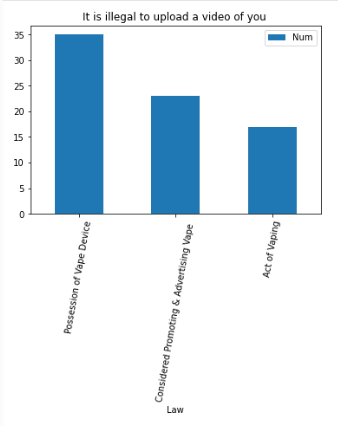 It is illegal to upload a video of you
Num
35
30
25
20
15
10
5
0
Possession of Vape Device
Considered Promoting & Advertising Vape
Act of Vaping
Law